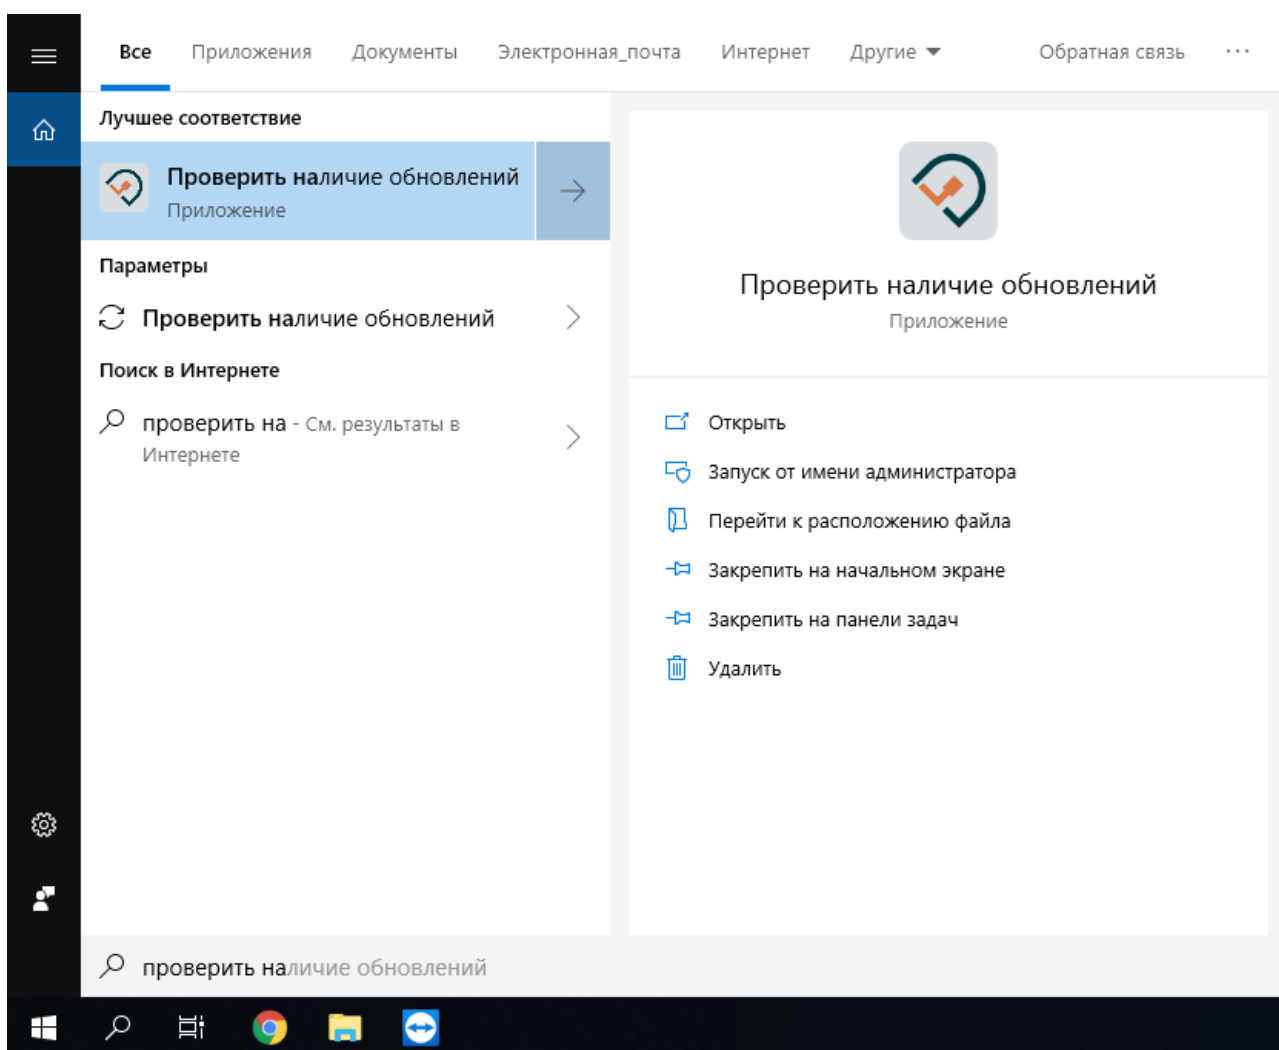 Все Приложения Документы Электронная_почта Интернет Другие Обратная связь ...
Лучшее соответствие
Проверить наличие обновлений
Приложение
Параметры
Проверить наличие обновлений
Поиск в Интернете
проверить на - См. результаты в
Интернете
Проверить наличие обновлений
Приложение
Открыть
Запуск от имени администратора
Перейти к расположению файла
Закрепить на начальном экране
Закрепить на панели задач
Удалить
проверить наличие обновлений